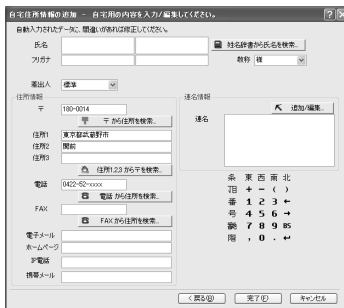 自宅住所情報の追加 - 自宅用の内容を入力/編集してください。
自動入力されたデータに、間違いがあれば修正してください。
氏名
姓名辞書から氏名を検索...
フリガナ
敬称 様
差出人 標準
住所情報
〒 180-0014
〒 から住所を検索...
住所1 東京都武蔵野市
住所2 関前
住所3
住所1,2,3 から〒を検索...
電話 0422-52-xxxx
電話 から住所を検索...
FAX
FAX から住所を検索...
電子メール
ホームページ
IP電話
携帯メール
連名情報
追加/編集...
連名
条 東 西 南 北
丁目 + - ( )
番 1 2 3 ←
号 4 5 6 →
7 8 9 BS
階 , 0 . ↵
< 戻る(B)
完了(F)
キャンセル